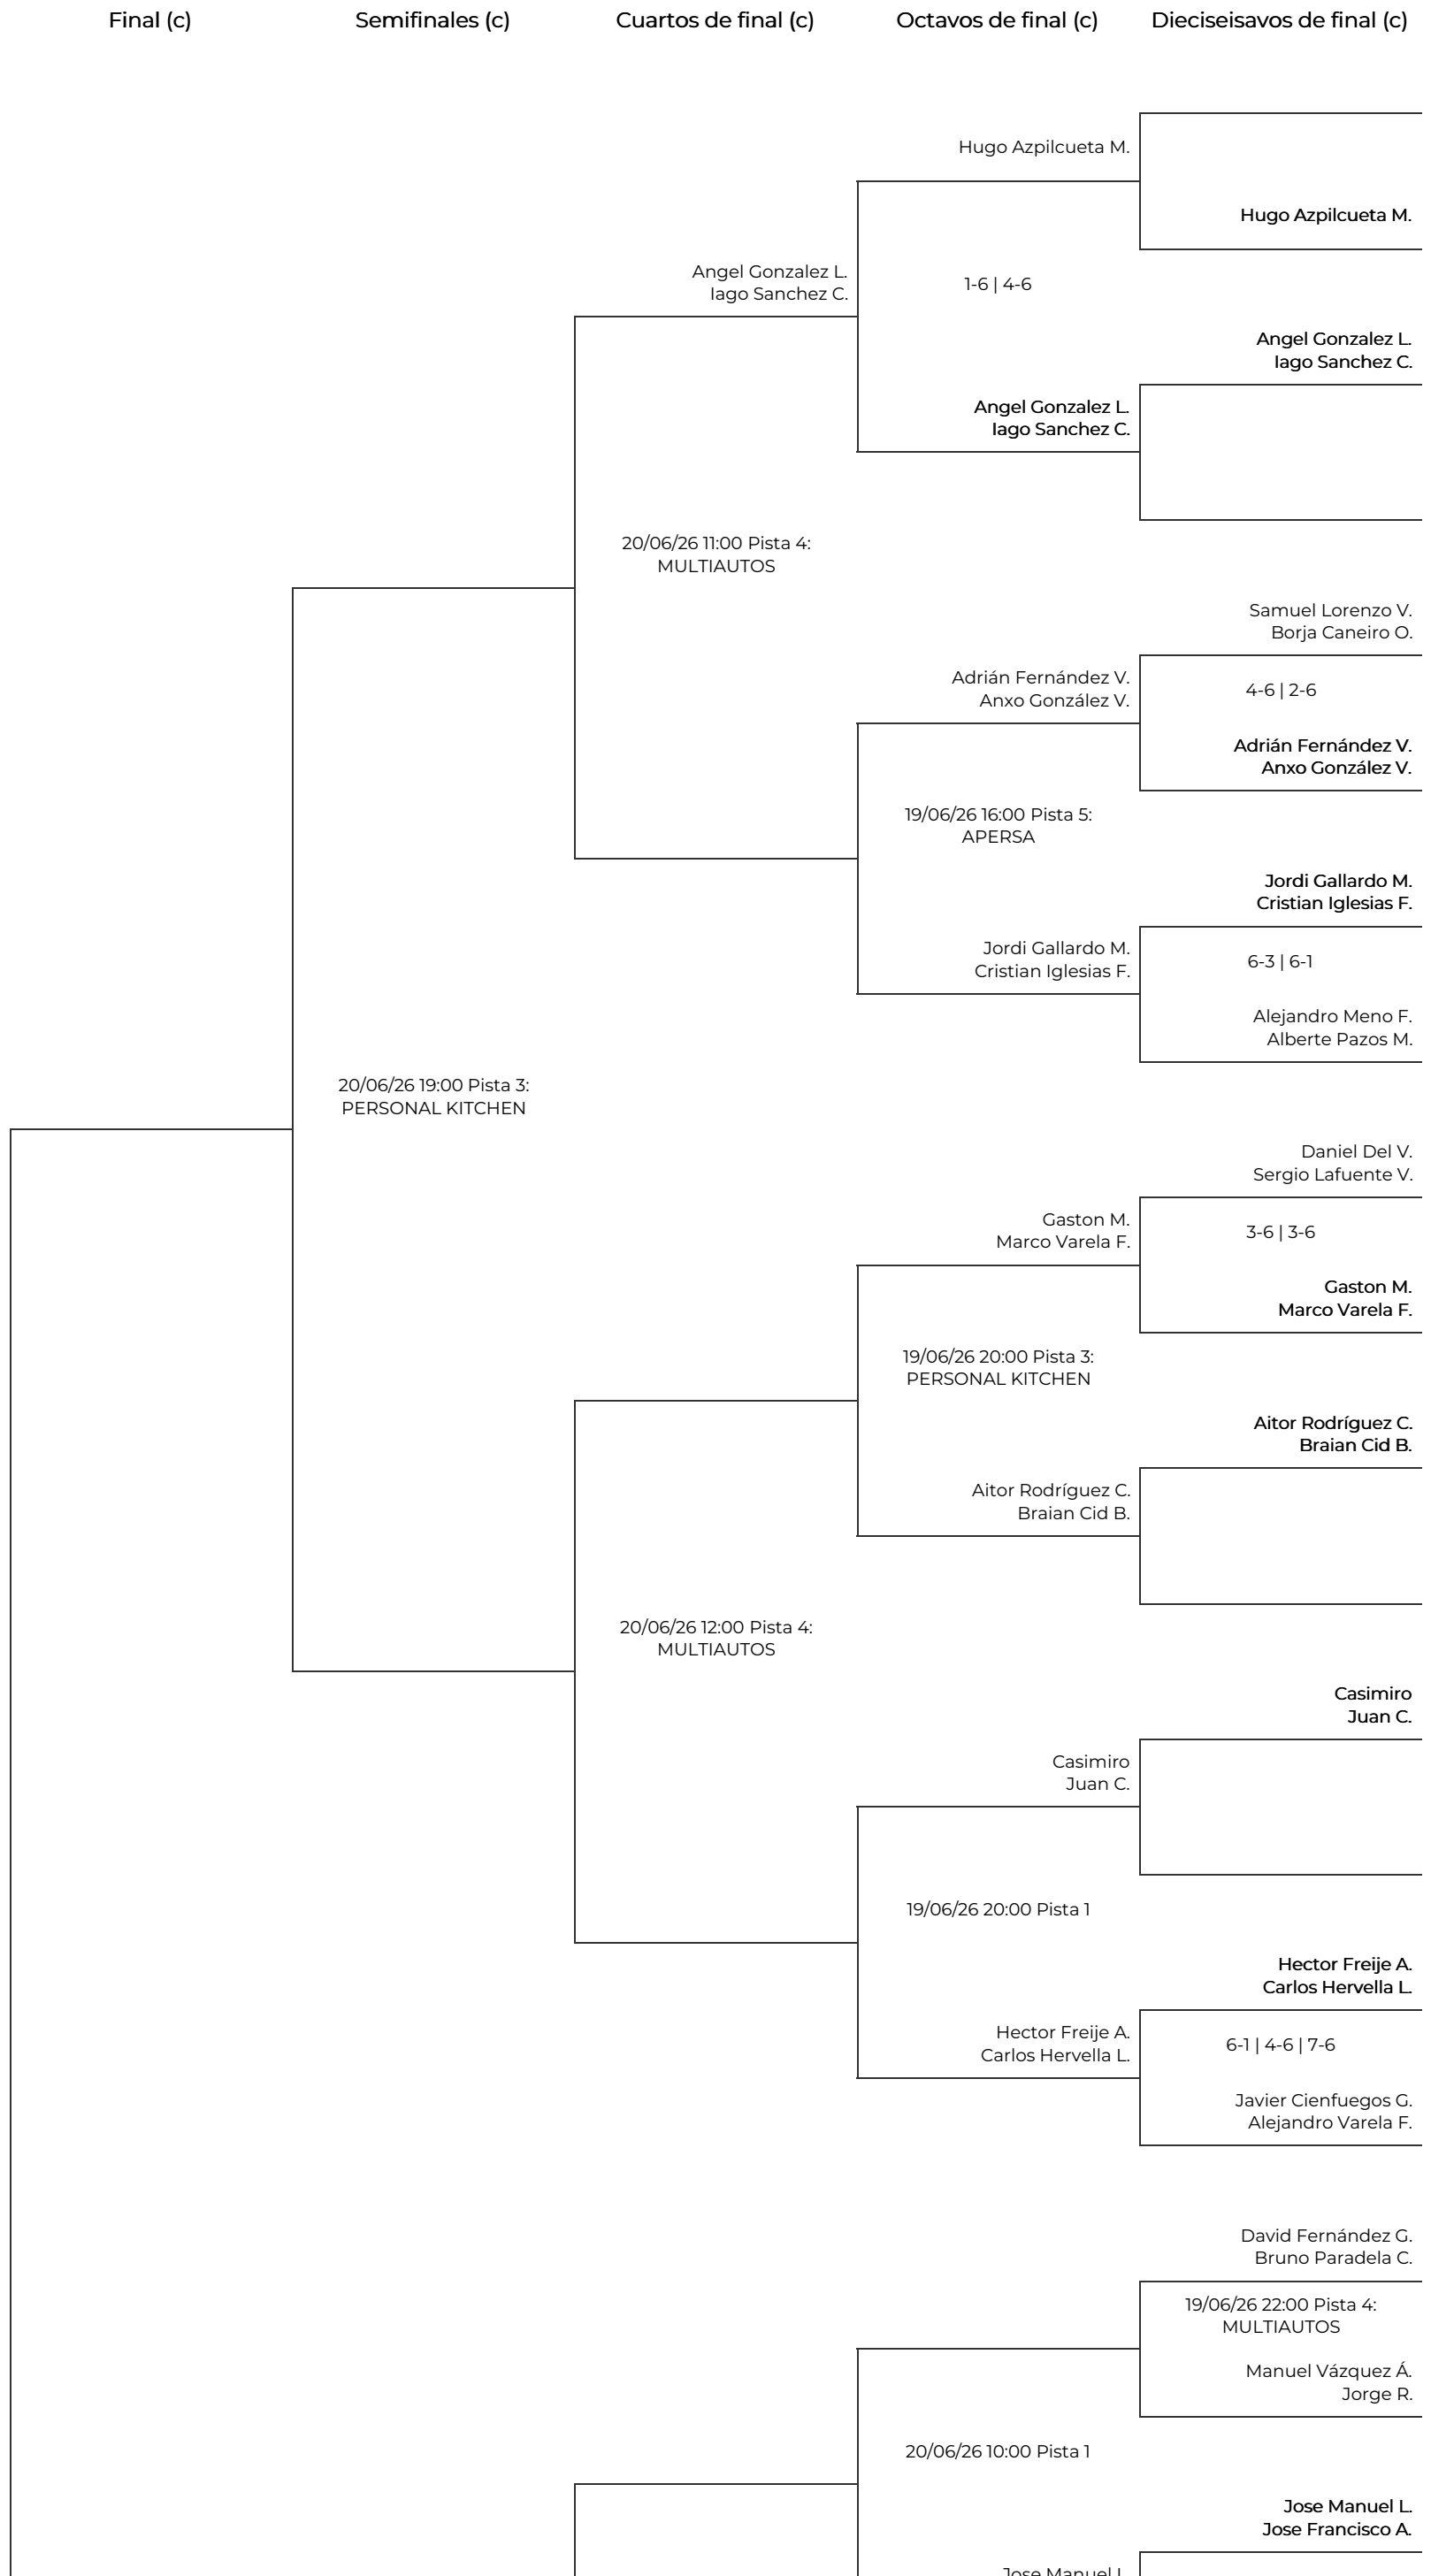 Final (c)
Semifinales (c)
Cuartos de final (c)
Octavos de final (c)
Dieciseisavos de final (c)
Hugo Azpilcueta M.
Hugo Azpilcueta M.
Angel Gonzalez L.
Iago Sanchez C.
1-6 | 4-6
Angel Gonzalez L.
Iago Sanchez C.
Angel Gonzalez L.
Iago Sanchez C.
20/06/26 11:00 Pista 4:
MULTIAUTOS
Samuel Lorenzo V.
Borja Caneiro O.
Adrián Fernández V.
Anxo González V.
4-6 | 2-6
Adrián Fernández V.
Anxo González V.
19/06/26 16:00 Pista 5:
APERSA
Jordi Gallardo M.
Cristian Iglesias F.
Jordi Gallardo M.
Cristian Iglesias F.
6-3 | 6-1
Alejandro Meno F.
Alberte Pazos M.
20/06/26 19:00 Pista 3:
PERSONAL KITCHEN
Daniel Del V.
Sergio Lafuente V.
Gaston M.
Marco Varela F.
3-6 | 3-6
Gaston M.
Marco Varela F.
19/06/26 20:00 Pista 3:
PERSONAL KITCHEN
Aitor Rodríguez C.
Braian Cid B.
Aitor Rodríguez C.
Braian Cid B.
20/06/26 12:00 Pista 4:
MULTIAUTOS
Casimiro
Juan C.
Casimiro
Juan C.
19/06/26 20:00 Pista 1
Hector Freije A.
Carlos Hervella L.
Hector Freije A.
Carlos Hervella L.
6-1 | 4-6 | 7-6
Javier Cienfuegos G.
Alejandro Varela F.
David Fernández G.
Bruno Paradela C.
19/06/26 22:00 Pista 4:
MULTIAUTOS
Manuel Vázquez Á.
Jorge R.
20/06/26 10:00 Pista 1
Jose Manuel L.
Jose Francisco A.
Jose Manuel L.